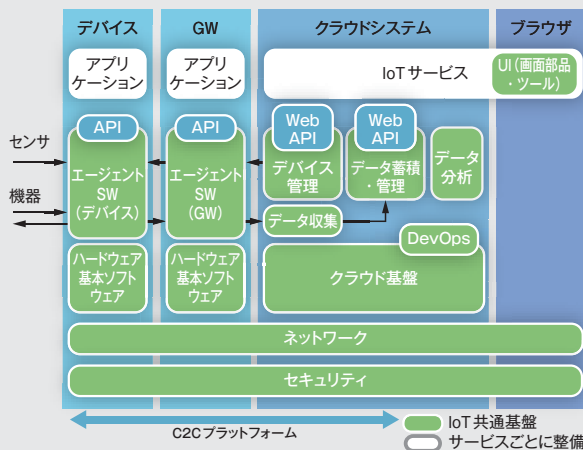 デバイス
GW
クラウドシステム
ブラウザ
アプリ
ケーション
アプリ
ケーション
IoTサービス
UI（画面部品
・ツール）
センサ
機器
API
エージェント
SW
（デバイス）
API
エージェント
SW
（GW）
Web
API
デバイス
管理
Web
API
データ蓄積
・管理
データ
分析
データ収集
DevOps
ハードウェア
基本ソフト
ウェア
ハードウェア
基本ソフト
ウェア
クラウド基盤
ネットワーク
セキュリティ
C2Cプラットフォーム
IoT共通基盤
サービスごとに整備